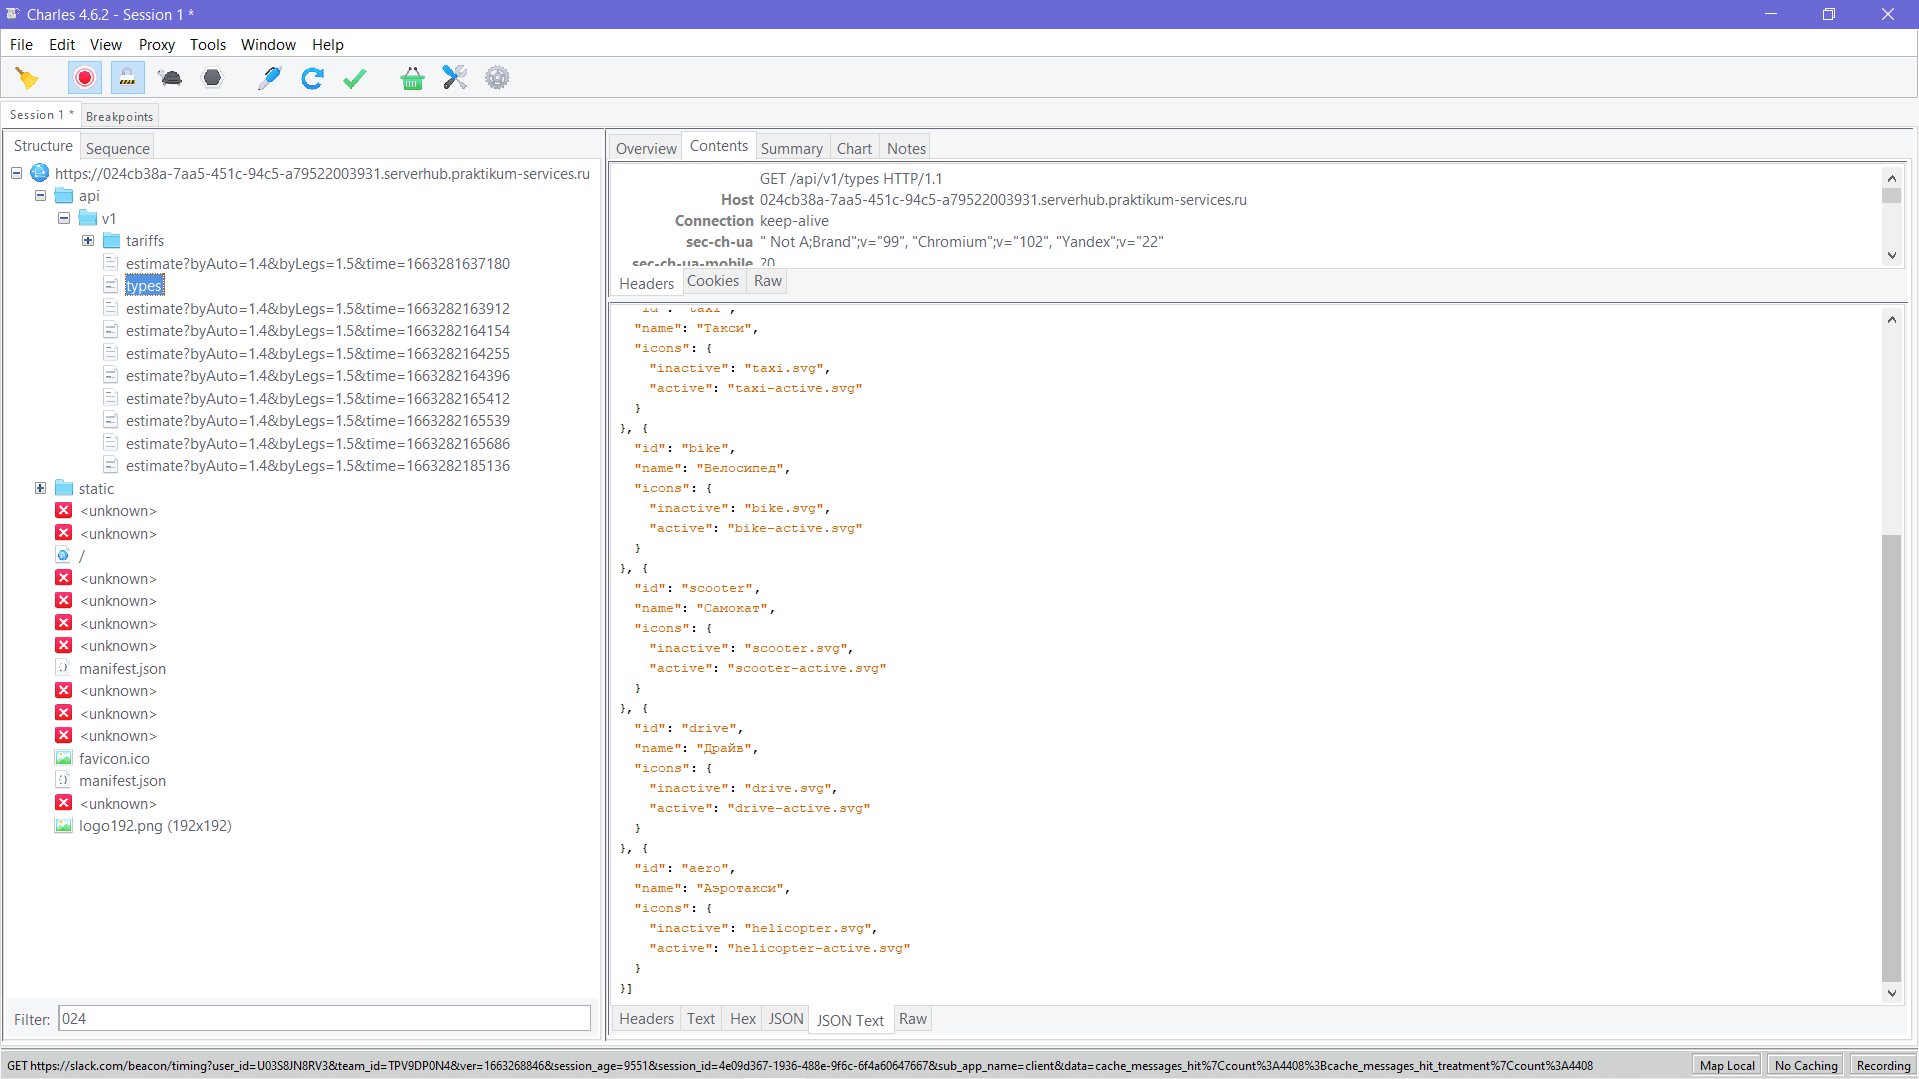 Charles 4.6.2 - Session 1 *
File Edit View Proxy Tools Window Help
Session 1 * Breakpoints
Structure Sequence
https://024cb38a-7aa5-451c-94c5-a79522003931.serverhub.praktikum-services.ru
api
v1
tariffs
estimate?byAuto=1.4&byLegs=1.5&time=1663281637180
types
estimate?byAuto=1.4&byLegs=1.5&time=1663282163912
estimate?byAuto=1.4&byLegs=1.5&time=1663282164154
estimate?byAuto=1.4&byLegs=1.5&time=1663282164255
estimate?byAuto=1.4&byLegs=1.5&time=1663282164396
estimate?byAuto=1.4&byLegs=1.5&time=1663282165412
estimate?byAuto=1.4&byLegs=1.5&time=1663282165539
estimate?byAuto=1.4&byLegs=1.5&time=1663282165686
estimate?byAuto=1.4&byLegs=1.5&time=1663282185136
static
<unknown>
<unknown>
/
<unknown>
<unknown>
<unknown>
<unknown>
manifest.json
<unknown>
<unknown>
<unknown>
favicon.ico
manifest.json
<unknown>
logo192.png (192x192)
Filter: 024
Overview Contents Summary Chart Notes
GET /api/v1/types HTTP/1.1
Host 024cb38a-7aa5-451c-94c5-a79522003931.serverhub.praktikum-services.ru
Connection keep-alive
sec-ch-ua " Not A;Brand";v="99", "Chromium";v="102", "Yandex";v="22"
sec-ch-ua-mobile ?0
Headers Cookies Raw
"id": "taxi",
"name": "Такси",
"icons": {
"inactive": "taxi.svg",
"active": "taxi-active.svg"
}
}, {
"id": "bike",
"name": "Велосипед",
"icons": {
"inactive": "bike.svg",
"active": "bike-active.svg"
}
}, {
"id": "scooter",
"name": "Самокат",
"icons": {
"inactive": "scooter.svg",
"active": "scooter-active.svg"
}
}, {
"id": "drive",
"name": "Драйв",
"icons": {
"inactive": "drive.svg",
"active": "drive-active.svg"
}
}, {
"id": "aero",
"name": "Аэротакси",
"icons": {
"inactive": "helicopter.svg",
"active": "helicopter-active.svg"
}
}]
Headers Text Hex JSON JSON Text Raw
GET https://slack.com/beacon/timing?user_id=U03S8JN8RV3&team_id=TPV9DP0N4&ver=1663268846&session_age=9551&session_id=4e09d367-1936-488e-9f6c-6f4a60647667&sub_app_name=client&data=cache_messages_hit%7Ccount%3A4408%3Bcache_messages_hit_treatment%7Ccount%3A4408
Map Local No Caching Recording